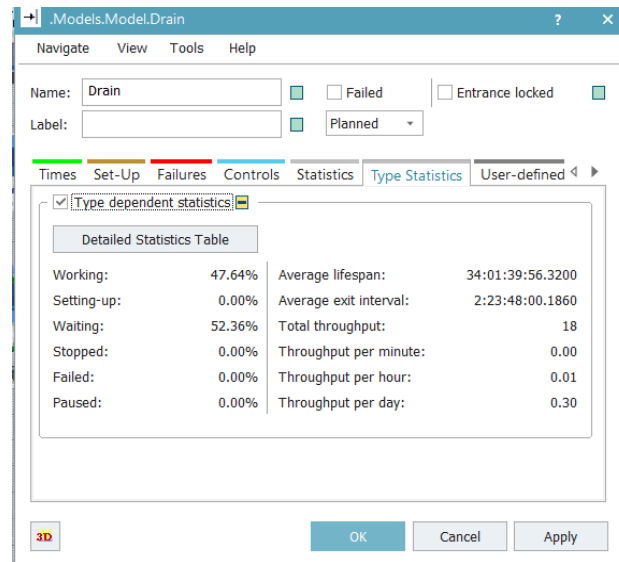 .Models.Model.Drain ? ×
Navigate View Tools Help
Name: Drain Failed Entrance locked
Label: Planned
Times Set-Up Failures Controls Statistics Type Statistics User-defined
Type dependent statistics
Detailed Statistics Table
Working: 47.64% Average lifespan: 34:01:39:56.3200
Setting-up: 0.00% Average exit interval: 2:23:48:00.1860
Waiting: 52.36% Total throughput: 18
Stopped: 0.00% Throughput per minute: 0.00
Failed: 0.00% Throughput per hour: 0.01
Paused: 0.00% Throughput per day: 0.30
3D OK Cancel Apply